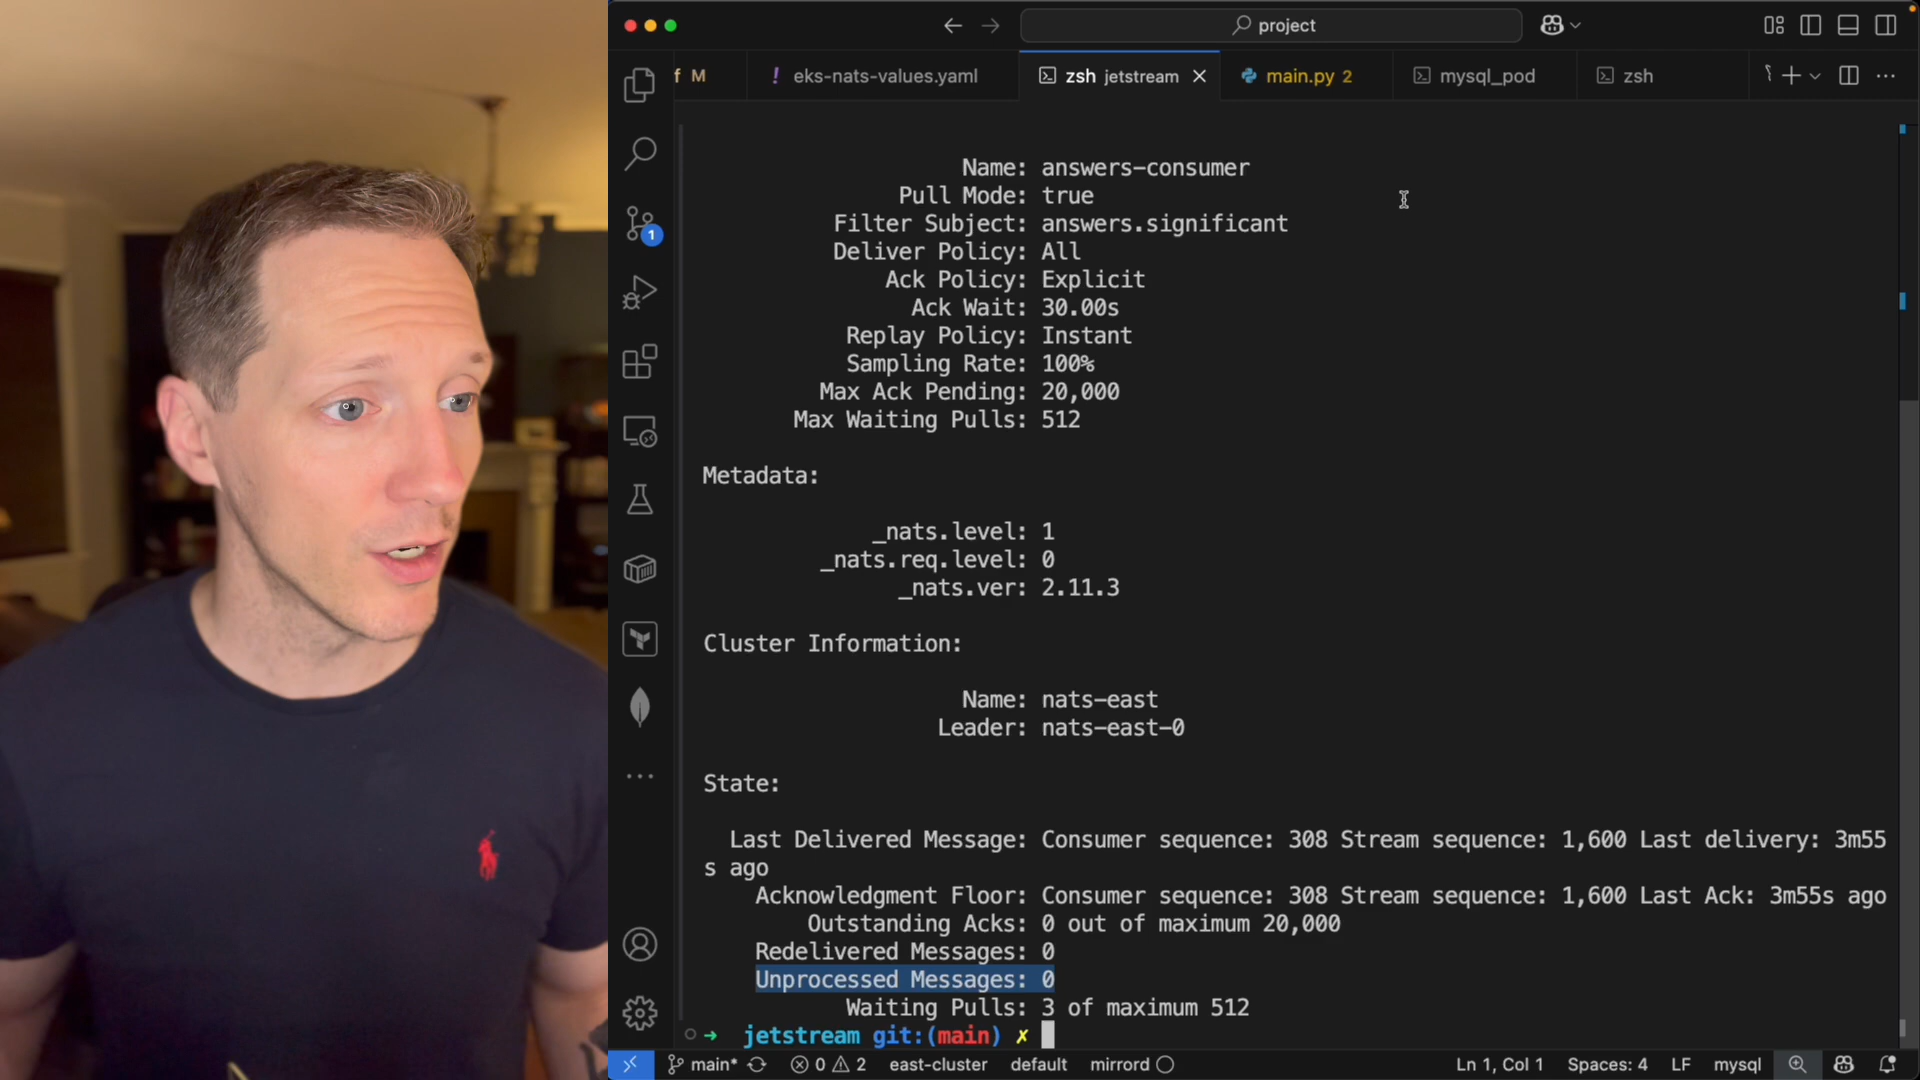 project
f M
eks-nats-values.yaml
zsh jetstream
main.py 2
mysql_pod
zsh
1
Name: answers-consumer
Pull Mode: true
Filter Subject: answers.significant
Deliver Policy: All
Ack Policy: Explicit
Ack Wait: 30.00s
Replay Policy: Instant
Sampling Rate: 100%
Max Ack Pending: 20,000
Max Waiting Pulls: 512
Metadata:
_nats.level: 1
_nats.req.level: 0
_nats.ver: 2.11.3
Cluster Information:
Name: nats-east
Leader: nats-east-0
State:
Last Delivered Message: Consumer sequence: 308 Stream sequence: 1,600 Last delivery: 3m55
s ago
Acknowledgment Floor: Consumer sequence: 308 Stream sequence: 1,600 Last Ack: 3m55s ago
Outstanding Acks: 0 out of maximum 20,000
Redelivered Messages: 0
Unprocessed Messages: 0
Waiting Pulls: 3 of maximum 512
jetstream git:(main) ✗
main* 0 2 east-cluster default mirrord Ln 1, Col 1 Spaces: 4 LF mysql